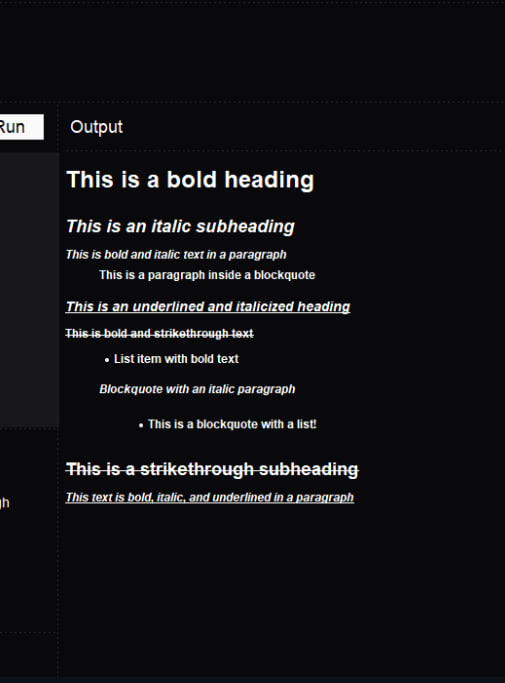 Run
Output
This is a bold heading
This is an italic subheading
This is bold and italic text in a paragraph
This is a paragraph inside a blockquote
This is an underlined and italicized heading
This is bold and strikethrough text
• List item with bold text
Blockquote with an italic paragraph
• This is a blockquote with a list!
This is a strikethrough subheading
This text is bold, italic, and underlined in a paragraph